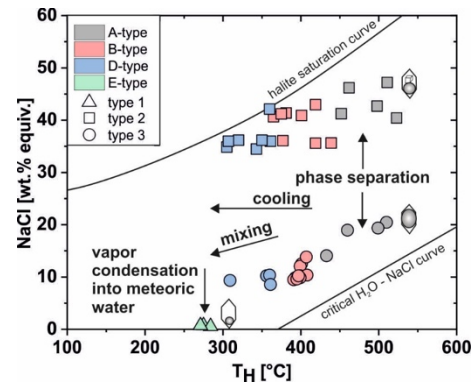 60
50
40
30
20
10
0
100
200
300
400
500
600
NaCl [wt.% equiv.]
T_H [°C]
A-type
B-type
D-type
E-type
type 1
type 2
type 3
halite saturation curve
phase separation
cooling
mixing
vapor
condensation
into meteoric
water
critical H₂O - NaCl curve